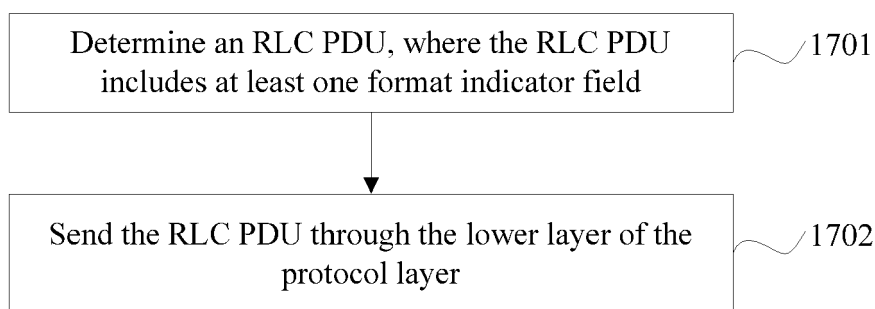 Determine an RLC PDU, where the RLC PDU
includes at least one format indicator field
1701
Send the RLC PDU through the lower layer of the
protocol layer
1702